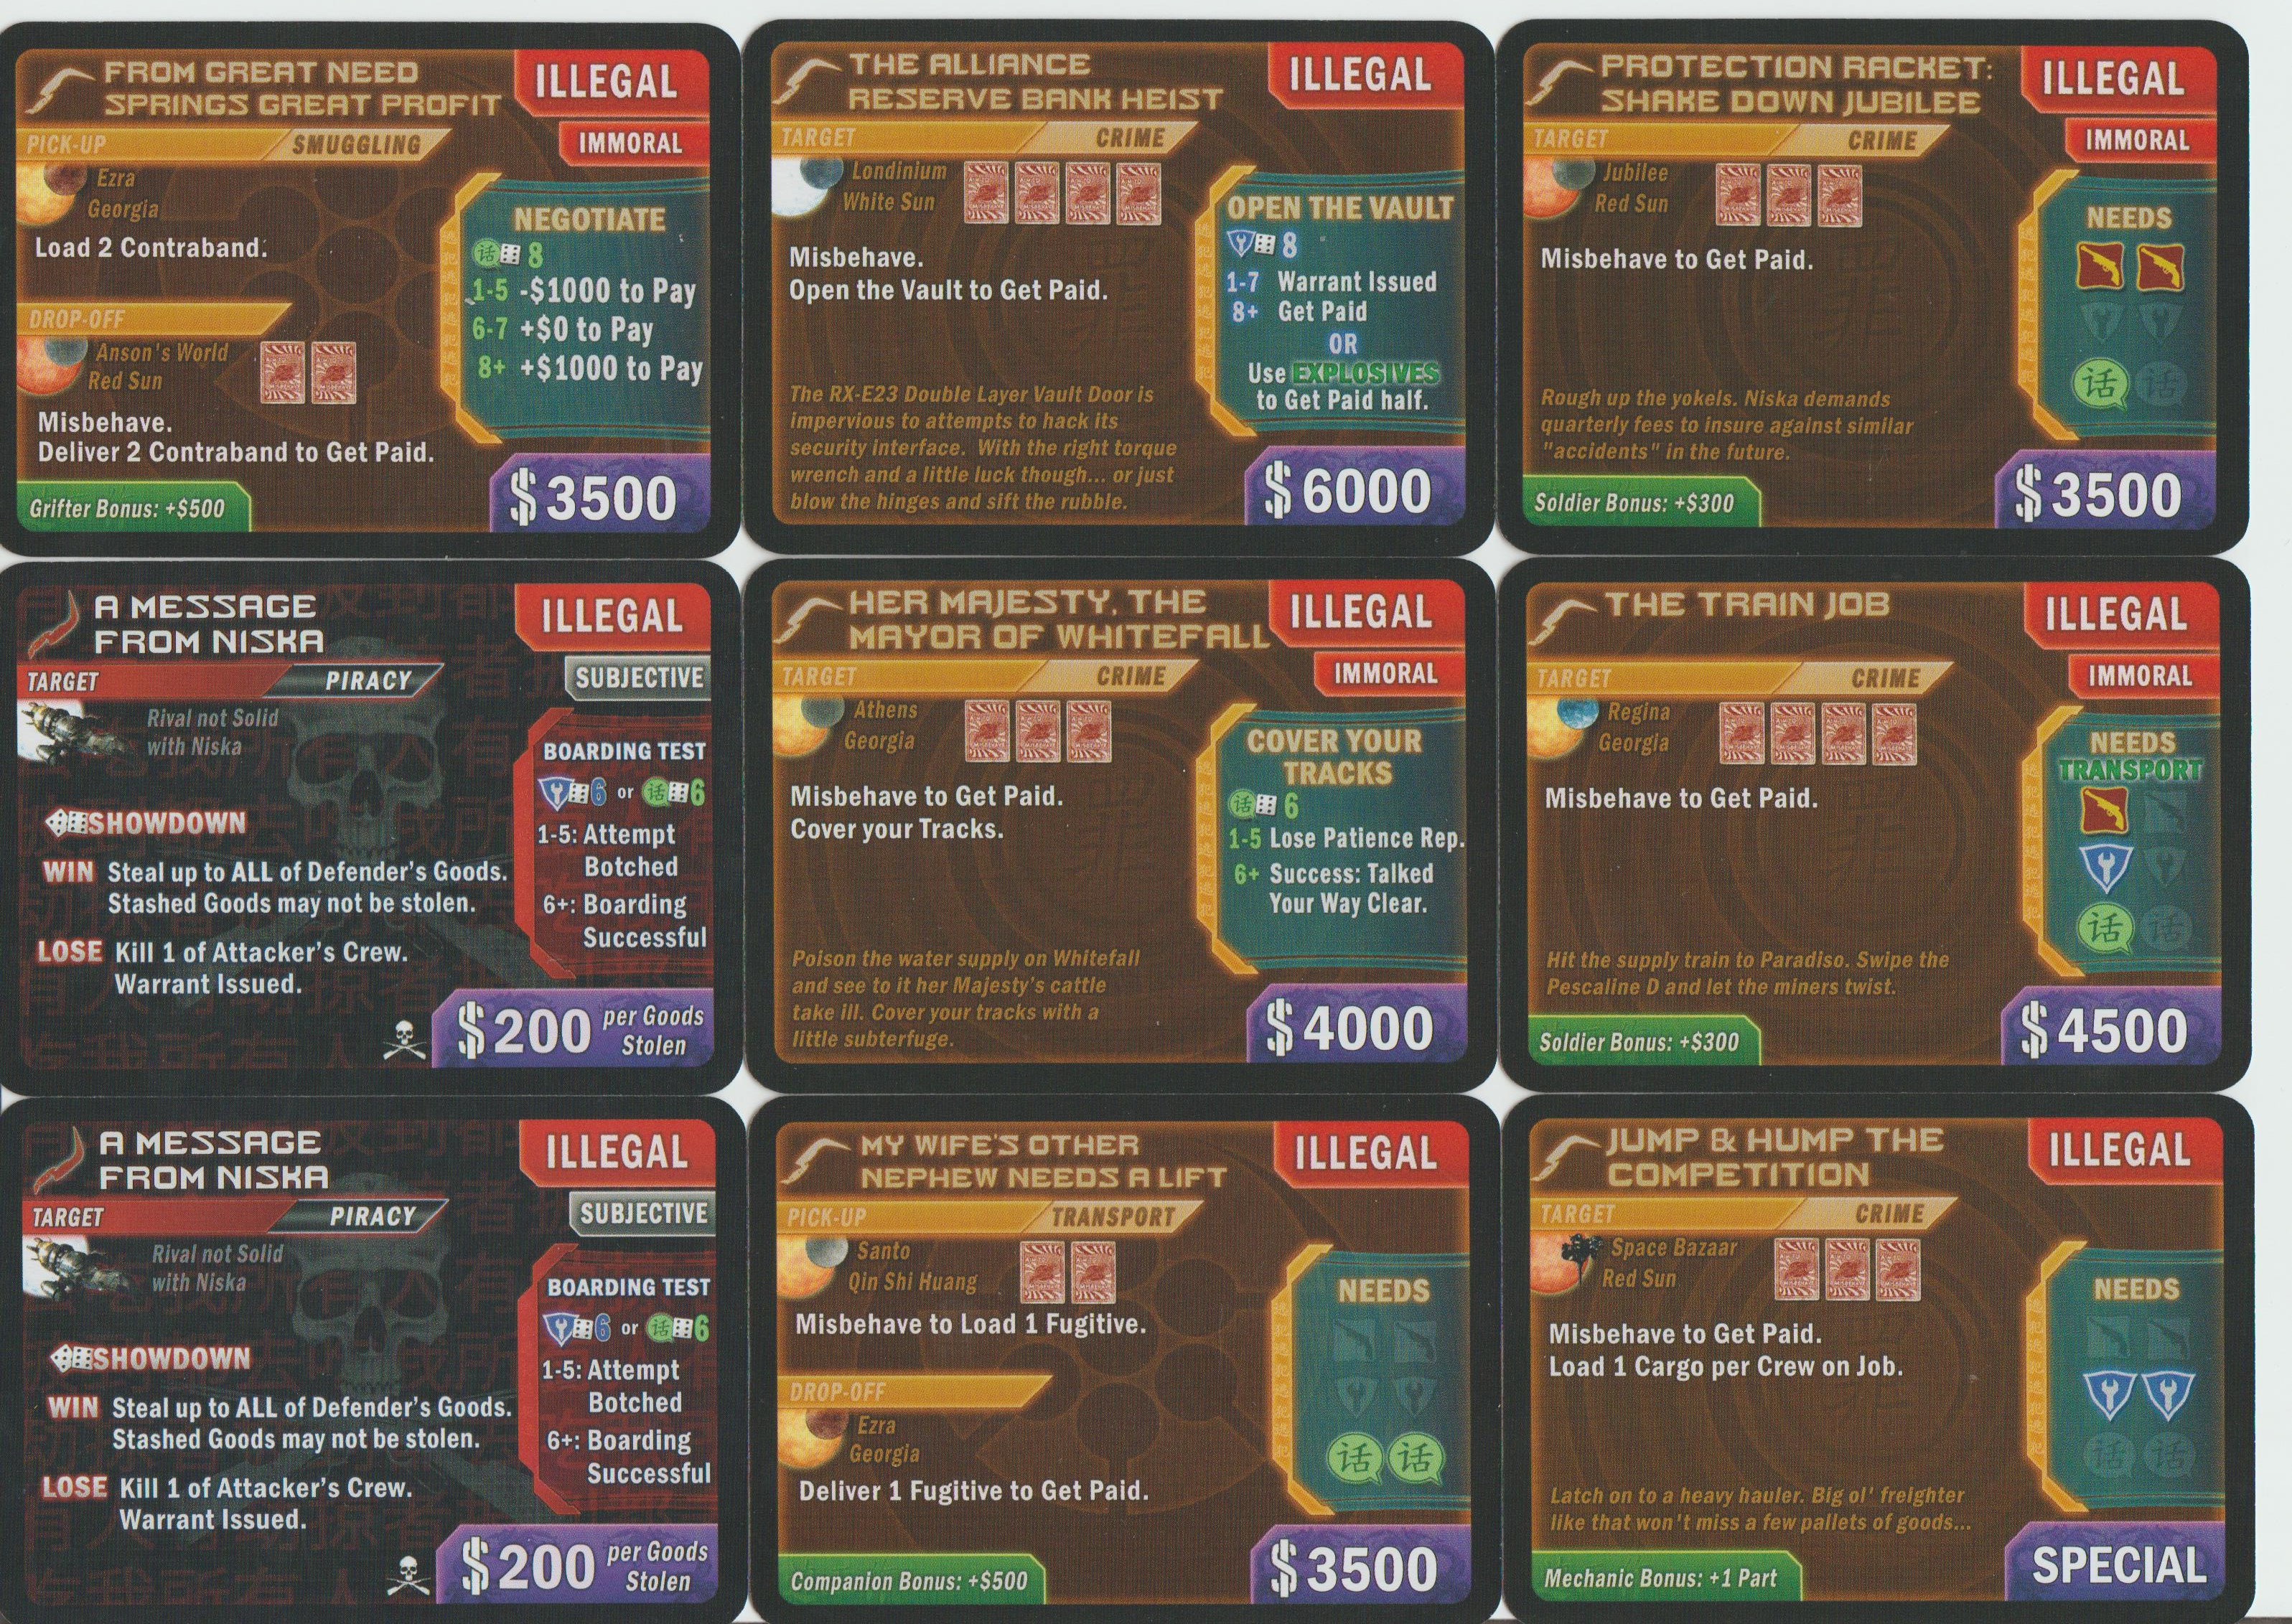 FROM GREAT NEED
SPRINGS GREAT PROFIT
ILLEGAL
PICK-UP SMUGGLING
IMMORAL
Ezra
Georgia
Load 2 Contraband.
DROP-OFF
Anson's World
Red Sun
Misbehave.
Deliver 2 Contraband to Get Paid.
NEGOTIATE
话 8
1-5 -$1000 to Pay
6-7 +$0 to Pay
8+ +$1000 to Pay
Grifter Bonus: +$500
$3500
THE ALLIANCE
RESERVE BANK HEIST
ILLEGAL
TARGET CRIME
Londinium
White Sun
Misbehave.
Open the Vault to Get Paid.
The RX-E23 Double Layer Vault Door is
impervious to attempts to hack its
security interface. With the right torque
wrench and a little luck though... or just
blow the hinges and sift the rubble.
OPEN THE VAULT
8
1-7 Warrant Issued
8+ Get Paid
OR
Use EXPLOSIVES
to Get Paid half.
$6000
PROTECTION RACKET:
SHAKE DOWN JUBILEE
ILLEGAL
TARGET CRIME
IMMORAL
Jubilee
Red Sun
Misbehave to Get Paid.
Rough up the yokels. Niska demands
quarterly fees to insure against similar
"accidents" in the future.
NEEDS
话 话
Soldier Bonus: +$300
$3500
A MESSAGE
FROM NISKA
ILLEGAL
TARGET PIRACY
SUBJECTIVE
Rival not Solid
with Niska
SHOWDOWN
WIN Steal up to ALL of Defender's Goods.
Stashed Goods may not be stolen.
LOSE Kill 1 of Attacker's Crew.
Warrant Issued.
BOARDING TEST
6 or 话 6
1-5: Attempt
Botched
6+: Boarding
Successful
$200 per Goods
Stolen
HER MAJESTY, THE
MAYOR OF WHITEFALL
ILLEGAL
TARGET CRIME
IMMORAL
Athens
Georgia
Misbehave to Get Paid.
Cover your Tracks.
Poison the water supply on Whitefall
and see to it her Majesty's cattle
take ill. Cover your tracks with a
little subterfuge.
COVER YOUR
TRACKS
话 6
1-5 Lose Patience Rep.
6+ Success: Talked
Your Way Clear.
$4000
THE TRAIN JOB
ILLEGAL
TARGET CRIME
IMMORAL
Regina
Georgia
Misbehave to Get Paid.
Hit the supply train to Paradiso. Swipe the
Pescaline D and let the miners twist.
NEEDS
TRANSPORT
话 话
Soldier Bonus: +$300
$4500
A MESSAGE
FROM NISKA
ILLEGAL
TARGET PIRACY
SUBJECTIVE
Rival not Solid
with Niska
SHOWDOWN
WIN Steal up to ALL of Defender's Goods.
Stashed Goods may not be stolen.
LOSE Kill 1 of Attacker's Crew.
Warrant Issued.
BOARDING TEST
6 or 话 6
1-5: Attempt
Botched
6+: Boarding
Successful
$200 per Goods
Stolen
MY WIFE'S OTHER
NEPHEW NEEDS A LIFT
ILLEGAL
PICK-UP TRANSPORT
Santo
Qin Shi Huang
Misbehave to Load 1 Fugitive.
DROP-OFF
Ezra
Georgia
Deliver 1 Fugitive to Get Paid.
NEEDS
话 话
Companion Bonus: +$500
$3500
JUMP & HUMP THE
COMPETITION
ILLEGAL
TARGET CRIME
Space Bazaar
Red Sun
Misbehave to Get Paid.
Load 1 Cargo per Crew on Job.
Latch on to a heavy hauler. Big ol' freighter
like that won't miss a few pallets of goods...
NEEDS
话 话
Mechanic Bonus: +1 Part
SPECIAL